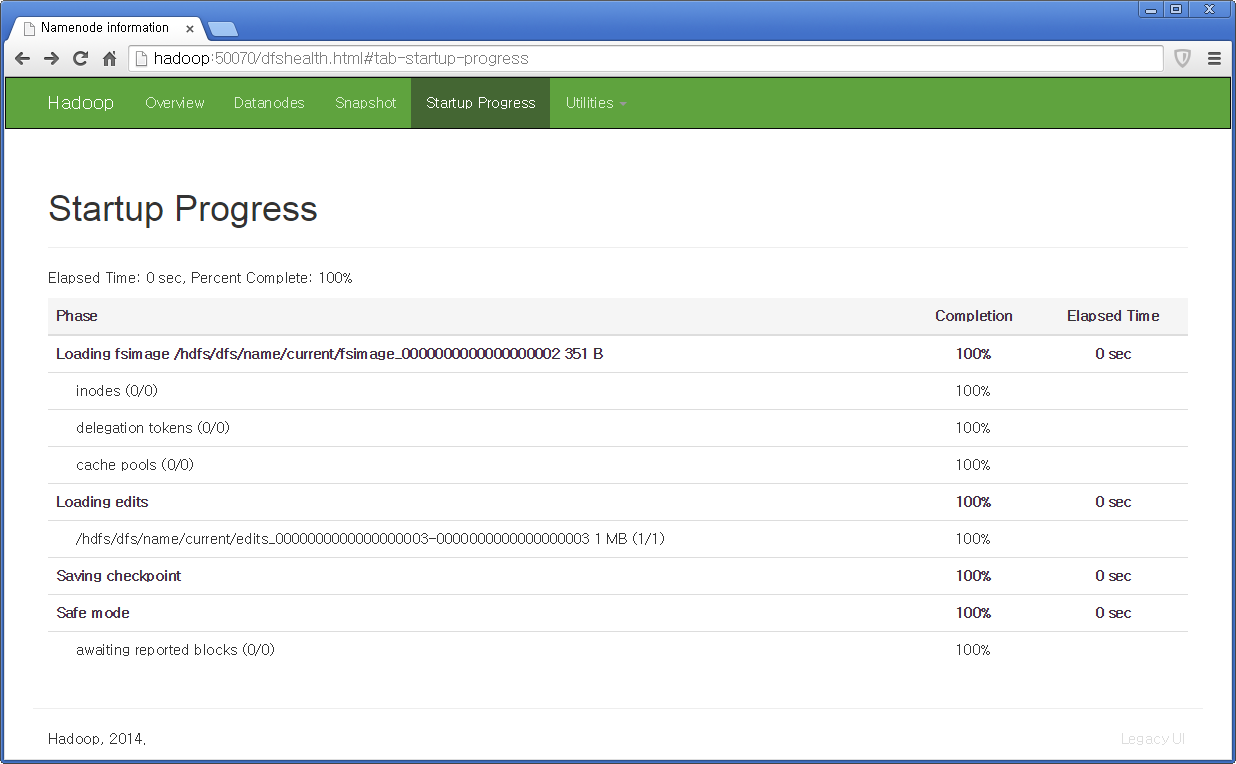 Namenode information
hadoop:50070/dfshealth.html#tab-startup-progress
Hadoop Overview Datanodes Snapshot Startup Progress Utilities
Startup Progress
Elapsed Time: 0 sec, Percent Complete: 100%
Phase Completion Elapsed Time
Loading fsimage /hdfs/dfs/name/current/fsimage_0000000000000000002 351 B 100% 0 sec
inodes (0/0) 100%
delegation tokens (0/0) 100%
cache pools (0/0) 100%
Loading edits 100% 0 sec
/hdfs/dfs/name/current/edits_0000000000000000003-0000000000000000003 1 MB (1/1) 100%
Saving checkpoint 100% 0 sec
Safe mode 100% 0 sec
awaiting reported blocks (0/0) 100%
Hadoop, 2014. Legacy UI